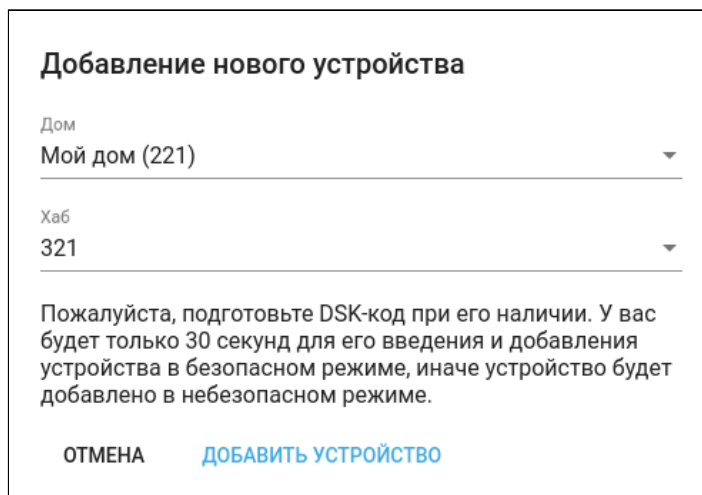 Добавление нового устройства
Дом
Мой дом (221)
Хаб
321
Пожалуйста, подготовьте DSK-код при его наличии. У вас
будет только 30 секунд для его введения и добавления
устройства в безопасном режиме, иначе устройство будет
добавлено в небезопасном режиме.
ОТМЕНА ДОБАВИТЬ УСТРОЙСТВО